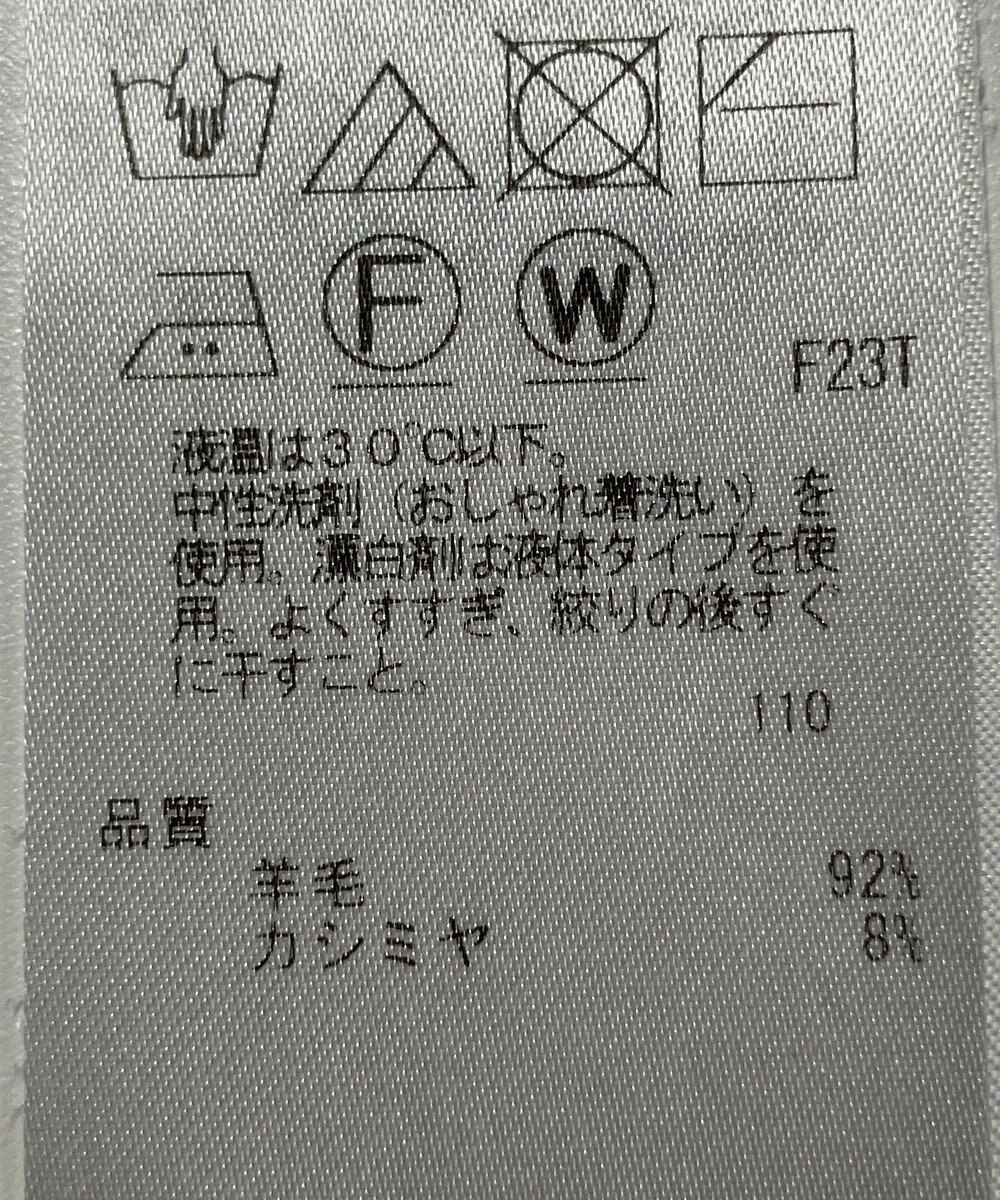 F
W
F23T
液温は30℃以下。
中性洗剤(おしゃれ着洗い)を
使用。漂白剤は液体タイプを使
用。よくすすぎ、絞りの後すぐ
に干すこと。
110
品質
羊毛 92%
カシミヤ 8%